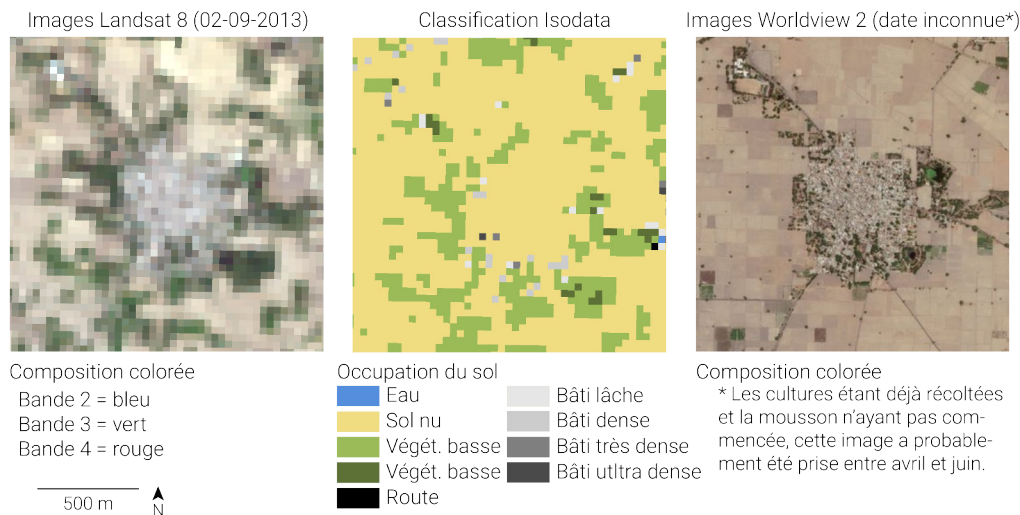 Images Landsat 8 (02-09-2013)
Classification Isodata
Images Worldview 2 (date inconnue*)
Composition colorée
Bande 2 = bleu
Bande 3 = vert
Bande 4 = rouge
500 m
N
Occupation du sol
Eau
Sol nu
Végét. basse
Végét. basse
Route
Bâti lâche
Bâti dense
Bâti très dense
Bâti utltra dense
Composition colorée
* Les cultures étant déjà récoltées
et la mousson n'ayant pas com-
mencée, cette image a probable-
ment été prise entre avril et juin.